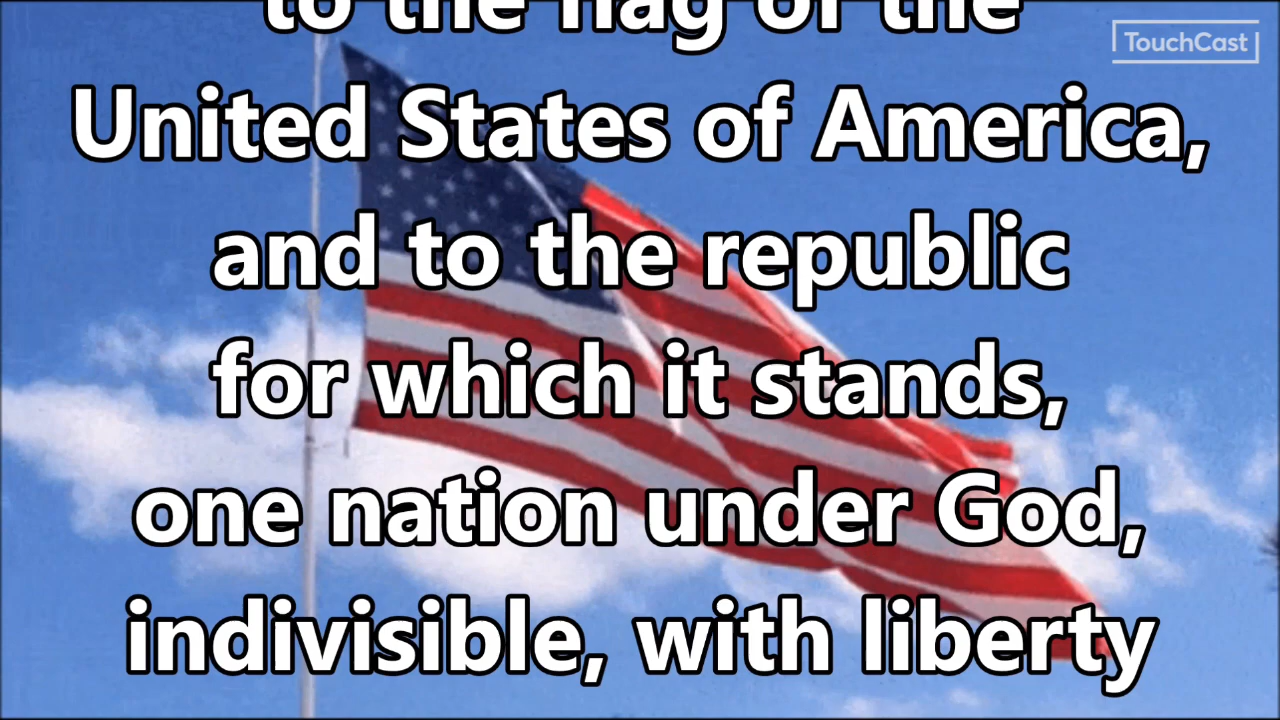 to the flag of the
TouchCast
United States of America,
and to the republic
for which it stands,
one nation under God,
indivisible, with liberty